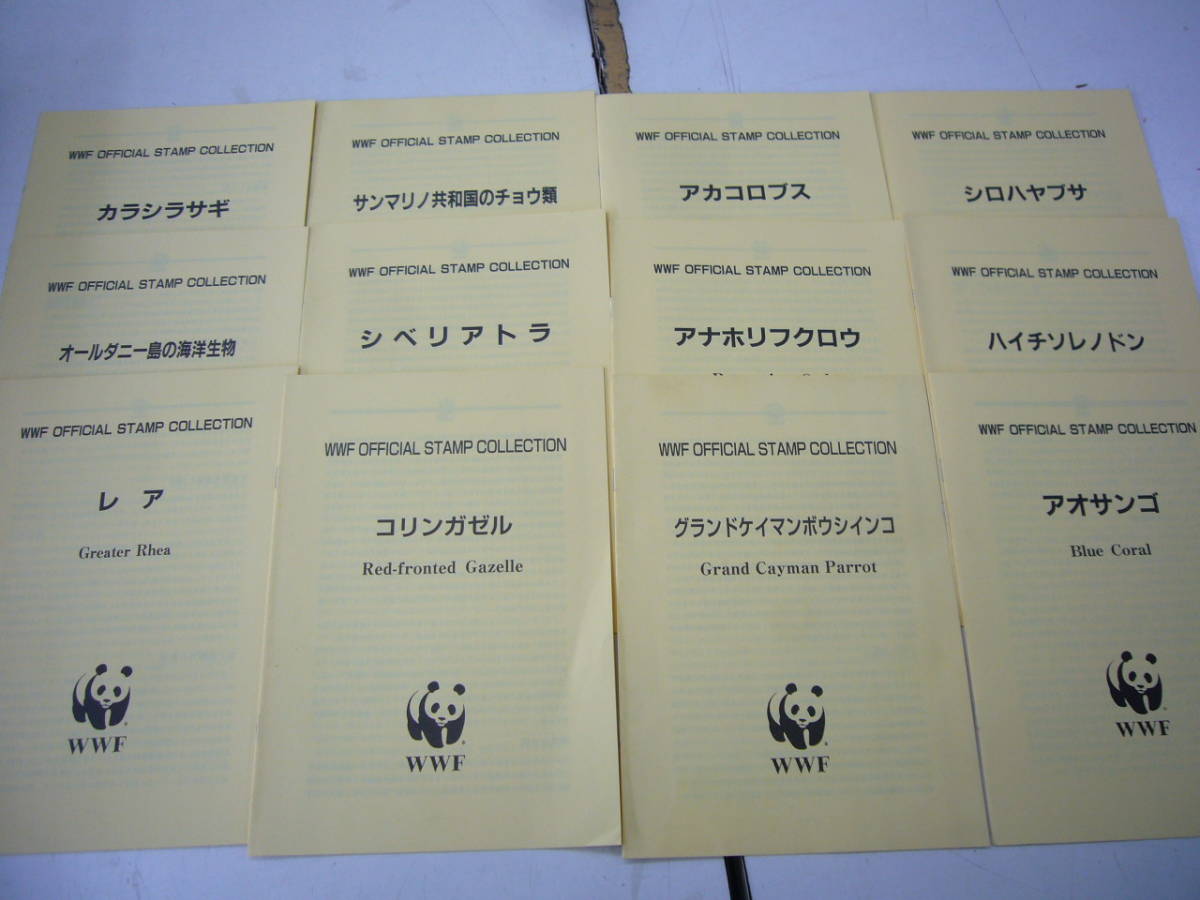 WWF OFFICIAL STAMP COLLECTION
カラシラサギ
WWF OFFICIAL STAMP COLLECTION
サンマリノ共和国のチョウ類
WWF OFFICIAL STAMP COLLECTION
アカコロブス
WWF OFFICIAL STAMP COLLECTION
シロハヤブサ
WWF OFFICIAL STAMP COLLECTION
オールダニー島の海洋生物
WWF OFFICIAL STAMP COLLECTION
シベリアトラ
WWF OFFICIAL STAMP COLLECTION
アナホリフクロウ
WWF OFFICIAL STAMP COLLECTION
ハイチソレノドン
WWF OFFICIAL STAMP COLLECTION
レア
Greater Rhea
WWF
WWF OFFICIAL STAMP COLLECTION
コリンガゼル
Red-fronted Gazelle
WWF
WWF OFFICIAL STAMP COLLECTION
グランドケイマンボウシインコ
Grand Cayman Parrot
WWF
WWF OFFICIAL STAMP COLLECTION
アオサンゴ
Blue Coral
WWF